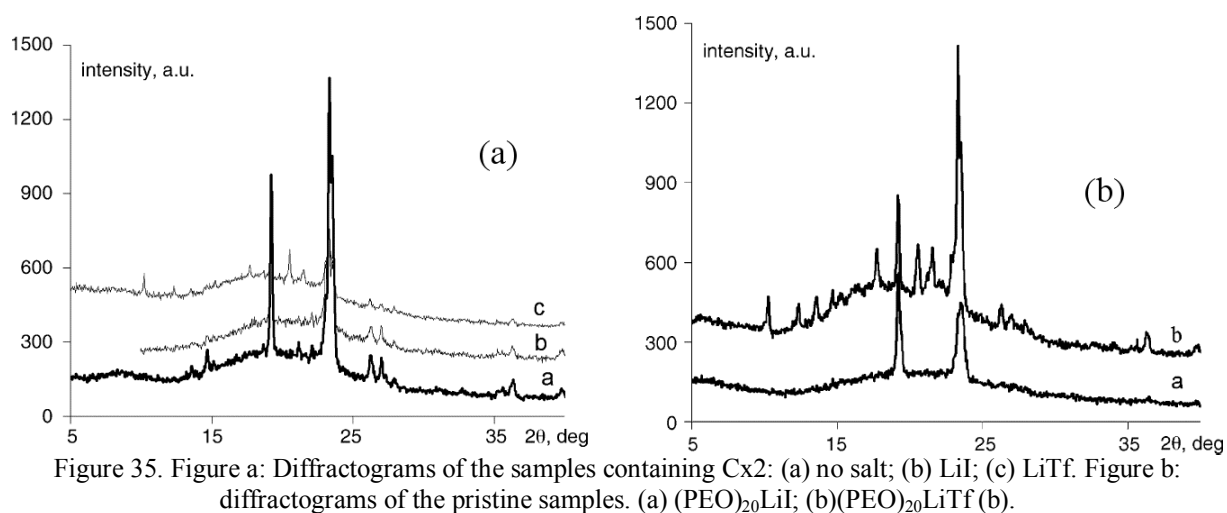 1500
intensity, a.u.
1200
(a)
900
600
c
300
b
a
0
5
15
25
35 2θ, deg
1500
intensity, a.u.
1200
900
(b)
600
300
b
a
0
5
15
25
35 2θ, deg
Figure 35. Figure a: Diffractograms of the samples containing Cx2: (a) no salt; (b) LiI; (c) LiTf. Figure b:
diffractograms of the pristine samples. (a) (PEO)₂₀LiI; (b)(PEO)₂₀LiTf (b).